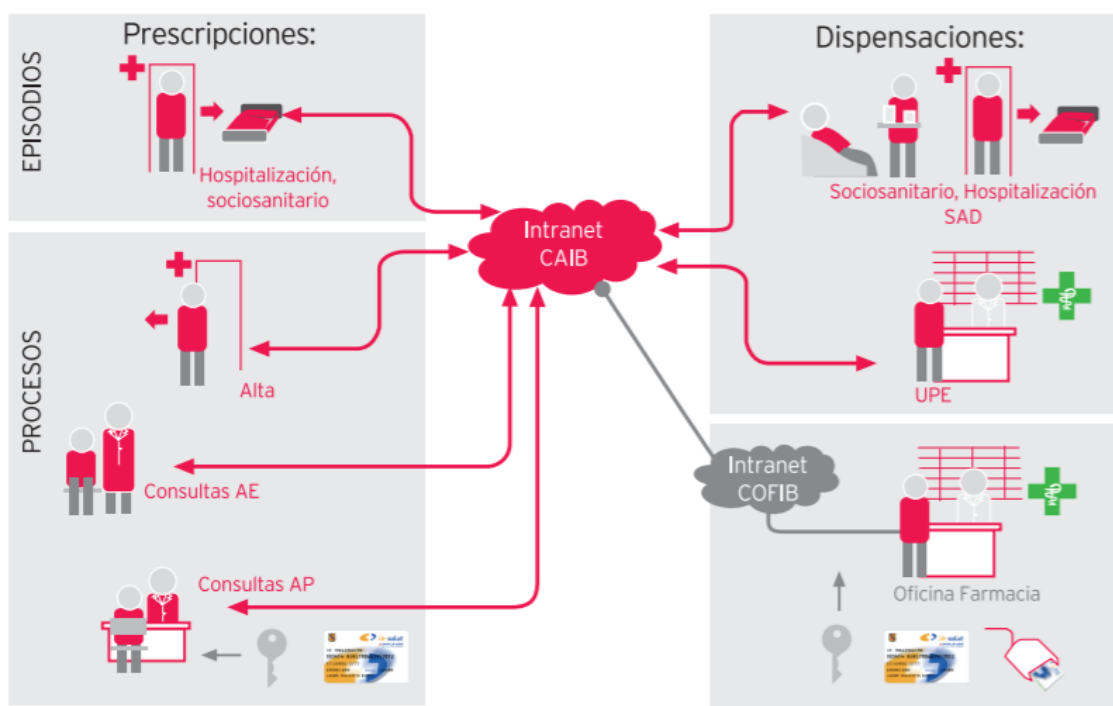 Prescripciones:
EPISODIOS
Hospitalización,
sociosanitario
PROCESOS
Alta
Consultas AE
Consultas AP
Intranet
CAIB
Dispensaciones:
Sociosanitario, Hospitalización
SAD
UPE
Intranet
COFIB
Oficina Farmacia